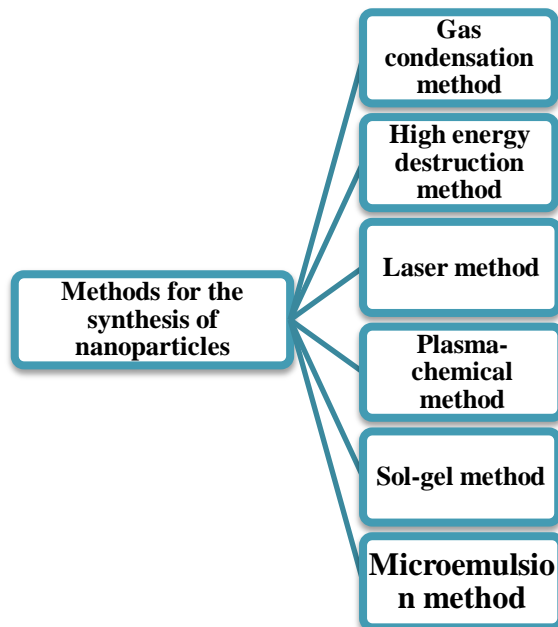 Gas
condensation
method
High energy
destruction
method
Laser method
Methods for the
synthesis of
nanoparticles
Plasma-
chemical
method
Sol-gel method
Microemulsio
n method